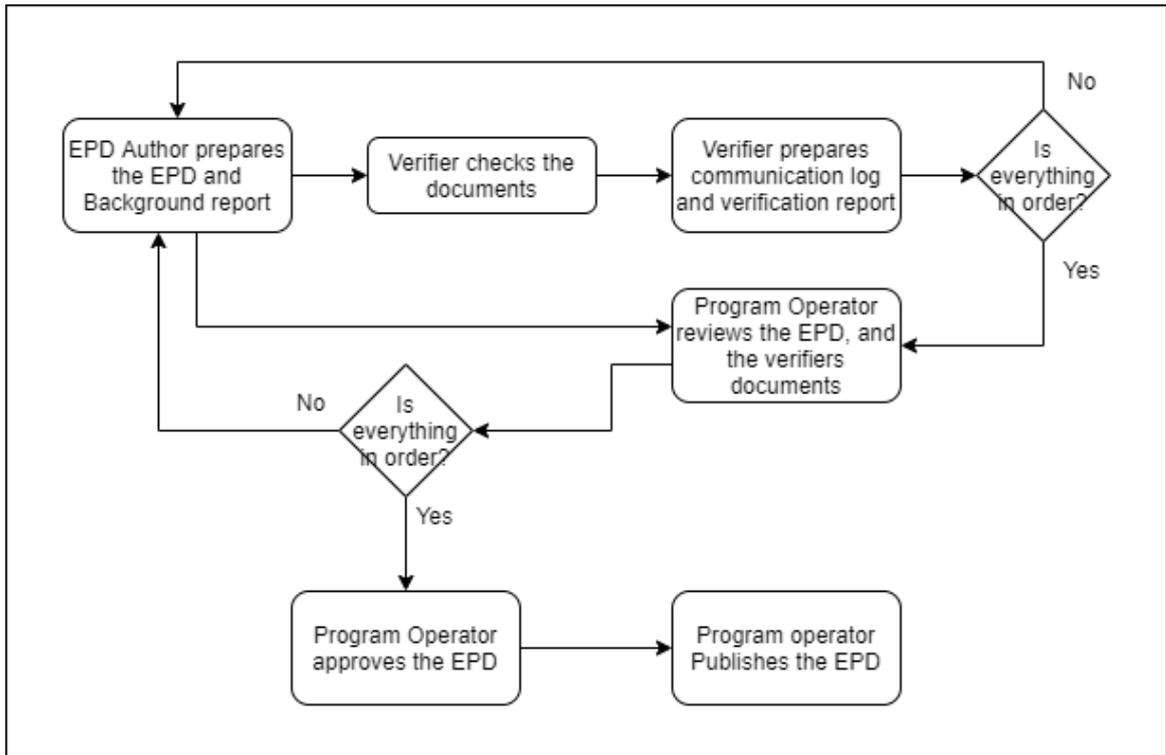 No
EPD Author prepares
the EPD and
Background report
Verifier checks the
documents
Verifier prepares
communication log
and verification report
Is
everything
in order?
Yes
Program Operator
reviews the EPD, and
the verifiers
documents
No
Is
everything
in order?
Yes
Program Operator
approves the EPD
Program operator
Publishes the EPD